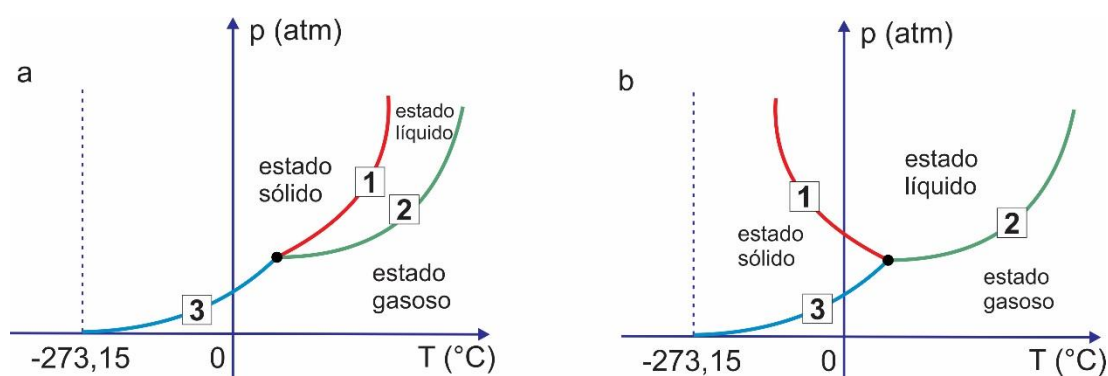 a
p (atm)
estado
líquido
estado
sólido
1
2
estado
gasoso
3
-273,15
0
T (°C)
b
p (atm)
estado
líquido
1
2
estado
sólido
estado
gasoso
3
-273,15
0
T (°C)